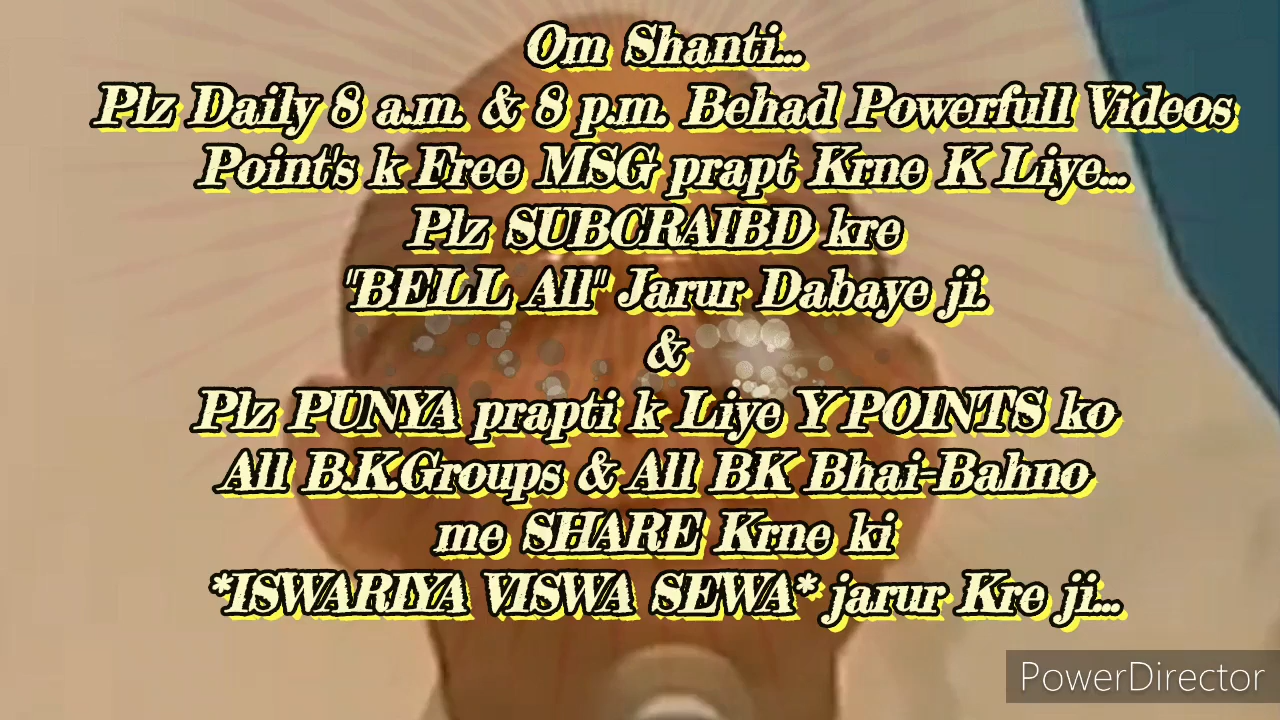 Om Shanti...
Plz Daily 8 a.m. & 8 p.m. Behad Powerfull Videos
Point's k Free MSG prapt Krne K Liye...
Plz SUBCRAIBD kre
"BELL All" Jarur Dabaye ji.
&
Plz PUNYA prapti k Liye Y POINTS ko
All B.K.Groups & All BK Bhai-Bahno
me SHARE Krne ki
*ISWARIYA VISWA SEWA* jarur Kre ji...
PowerDirector